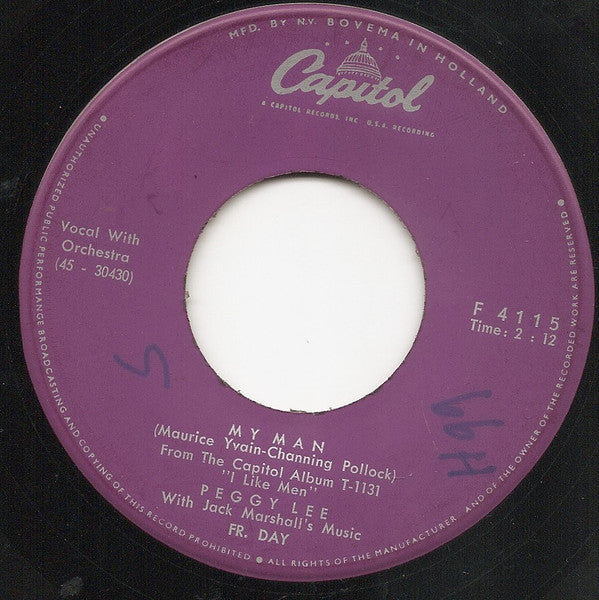 MFD. BY N.V. BOVEMA IN HOLLAND
Capitol
A CAPITOL RECORDS, INC. U.S.A. RECORDING
Vocal With
Orchestra
(45 - 30430)
F 4115
Time: 2 : 12
5
H99
MY MAN
(Maurice Yvain-Channing Pollock)
From The Capitol Album T-1131
"I Like Men"
PEGGY LEE
With Jack Marshall's Music
FR. DAY
• UNAUTHORIZED PUBLIC PERFORMANCE BROADCASTING AND COPYING OF THIS RECORD PROHIBITED • ALL RIGHTS OF THE MANUFACTURER AND OF THE OWNER OF THE RECORDED WORK ARE RESERVED •